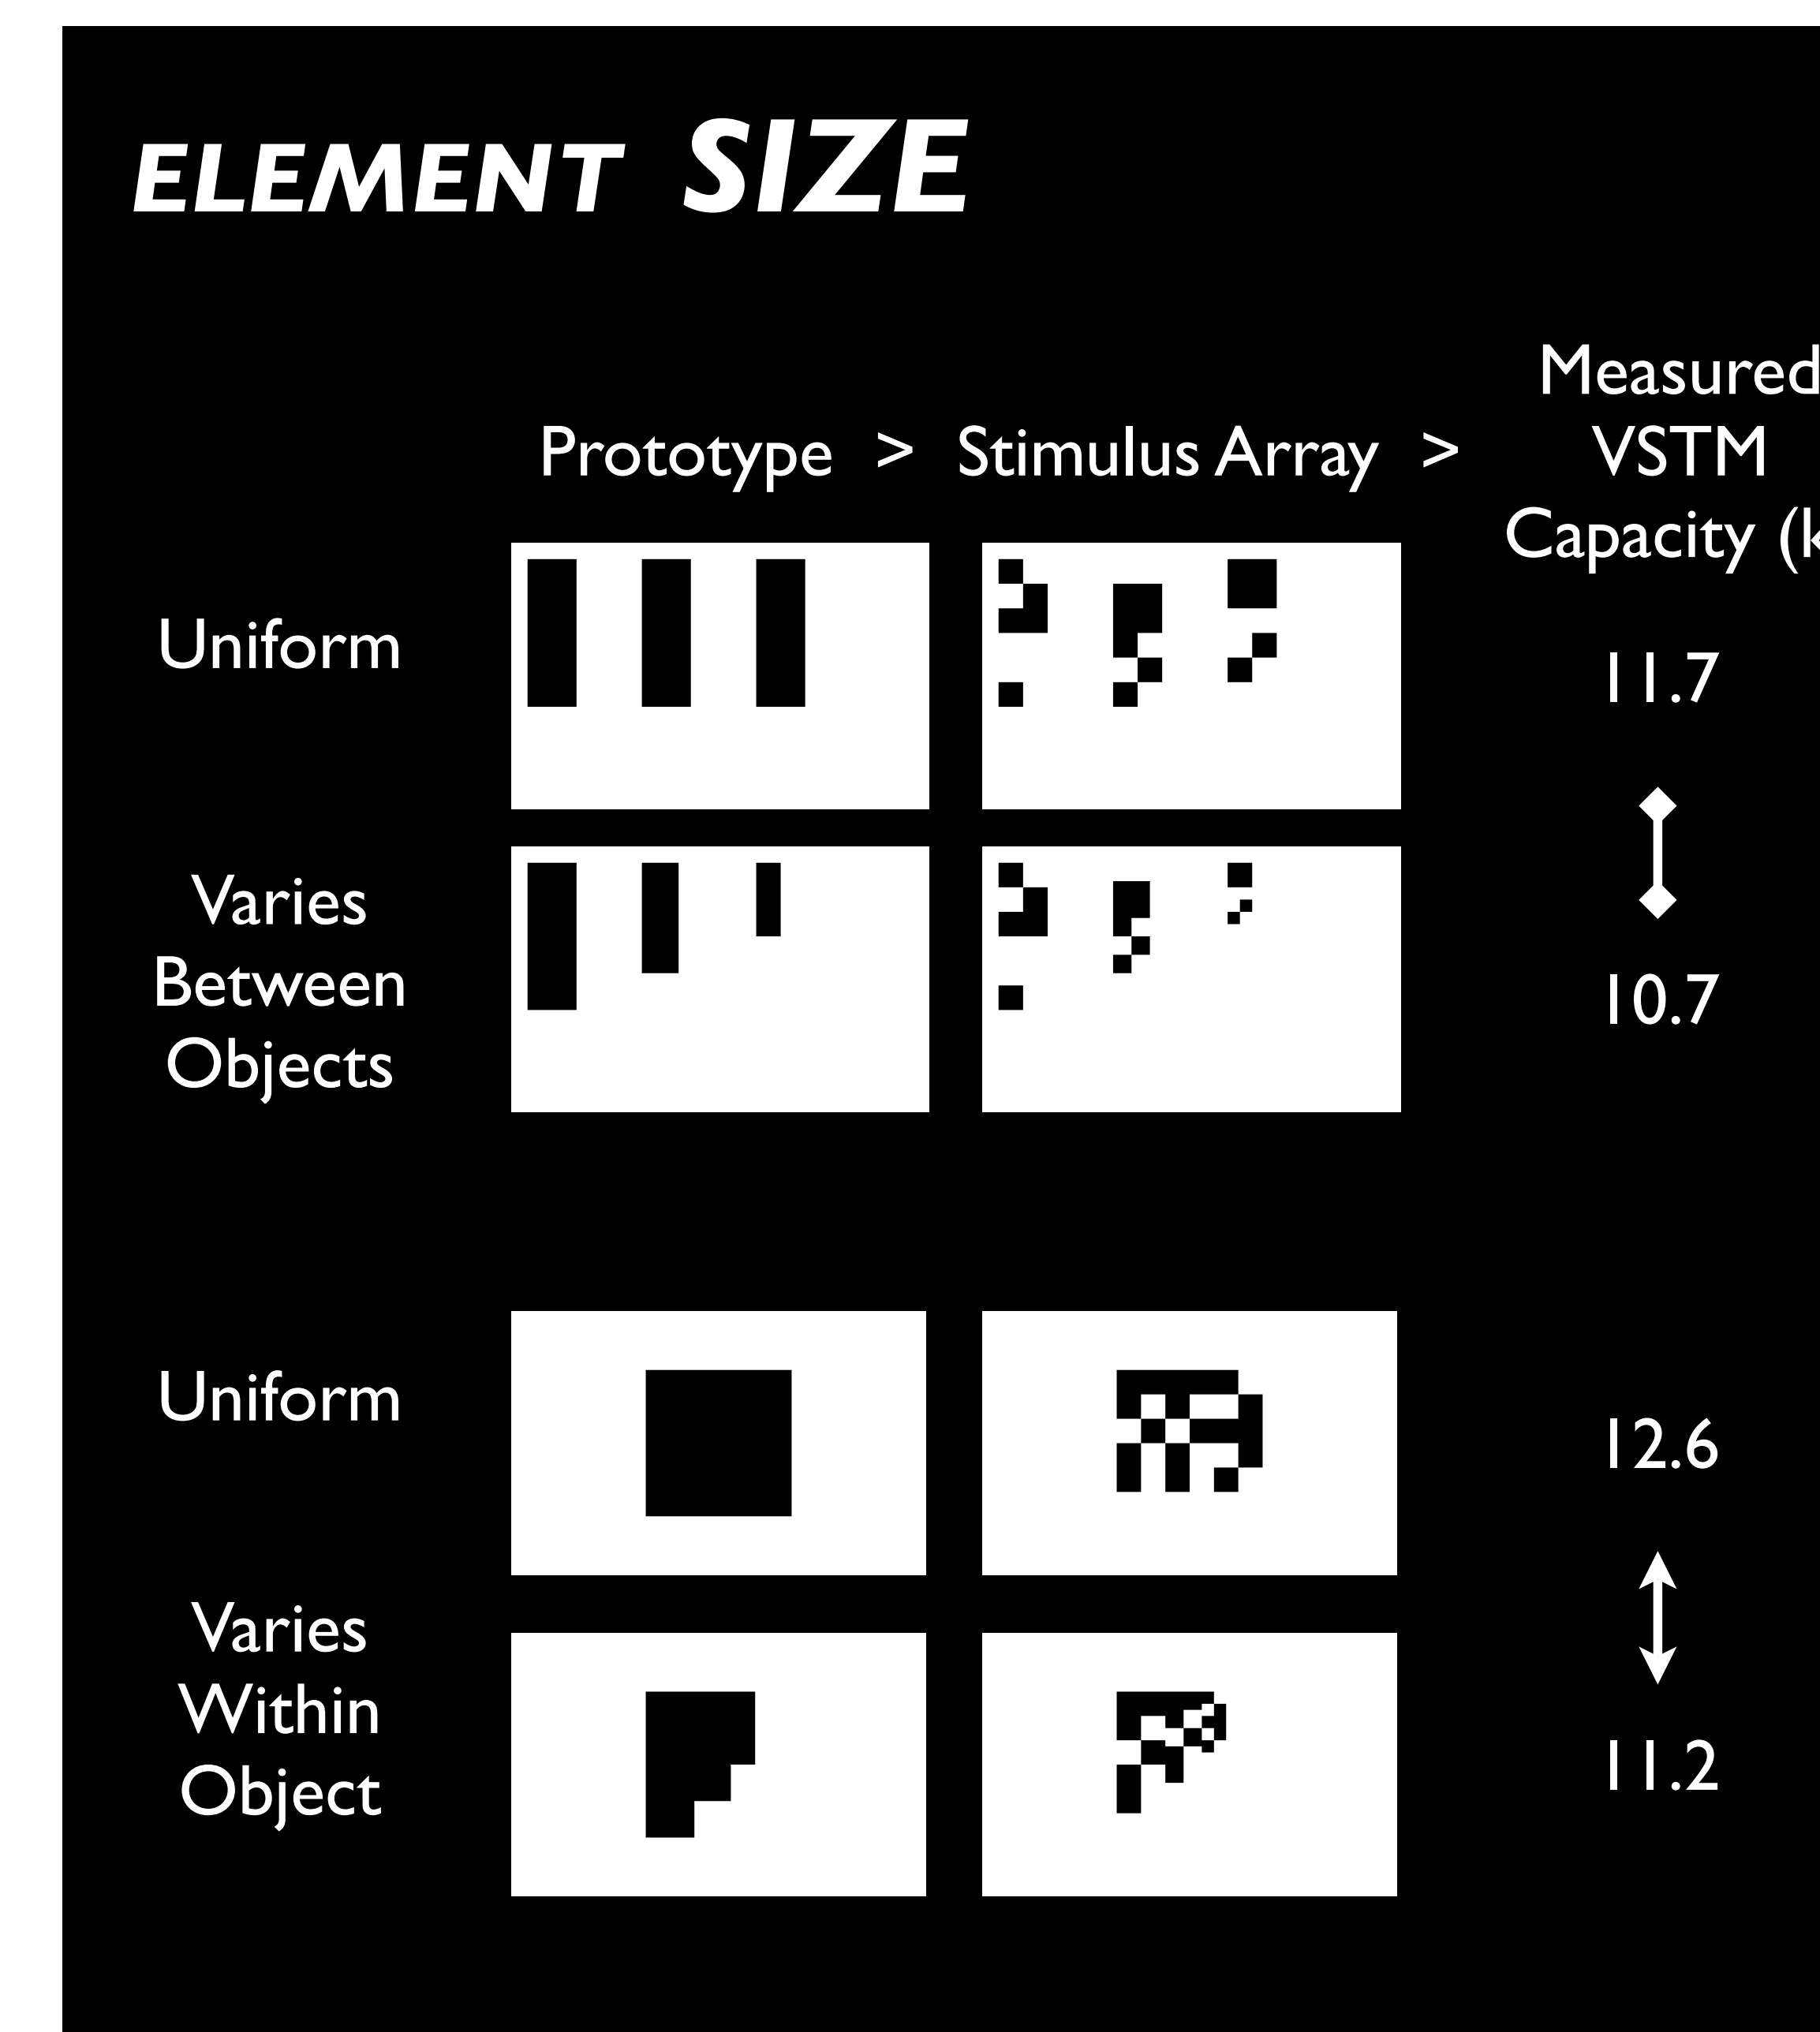 ELEMENT SIZE
Measured
Prototype > Stimulus Array > VSTM
Capacity (k
Uniform
11.7
Varies
Between
Objects
10.7
Uniform
12.6
Varies
Within
Object
11.2